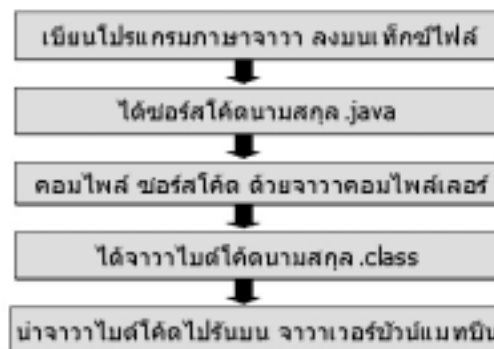 เขียนโปรแกรมภาษาจาวา ลงบนเท็กซ์ไฟล์
ได้ซอร์สโค้ดนามสกุล .java
คอมไพล์ ซอร์สโค้ด ด้วยจาวาคอมไพล์เลอร์
ได้จาวาไบต์โค้ดนามสกุล .class
นำจาวาไบต์โค้ดไปรันบน จาวาเวอร์ชัวน์แมทชีน